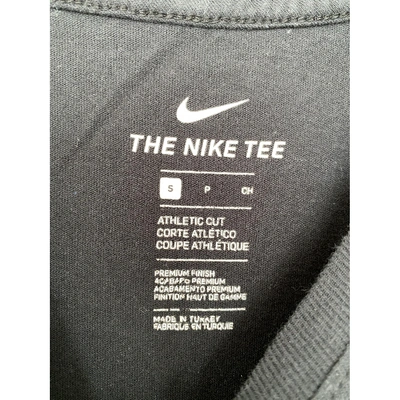 THE NIKE TEE
S P CH
ATHLETIC CUT
CORTE ATLÉTICO
COUPE ATHLÉTIQUE
PREMIUM FINISH
ACABADO PREMIUM
ACABAMENTO PREMIUM
FINITION HAUT DE GAMME
MADE IN TURKEY
FABRIQUÉ EN TURQUIE